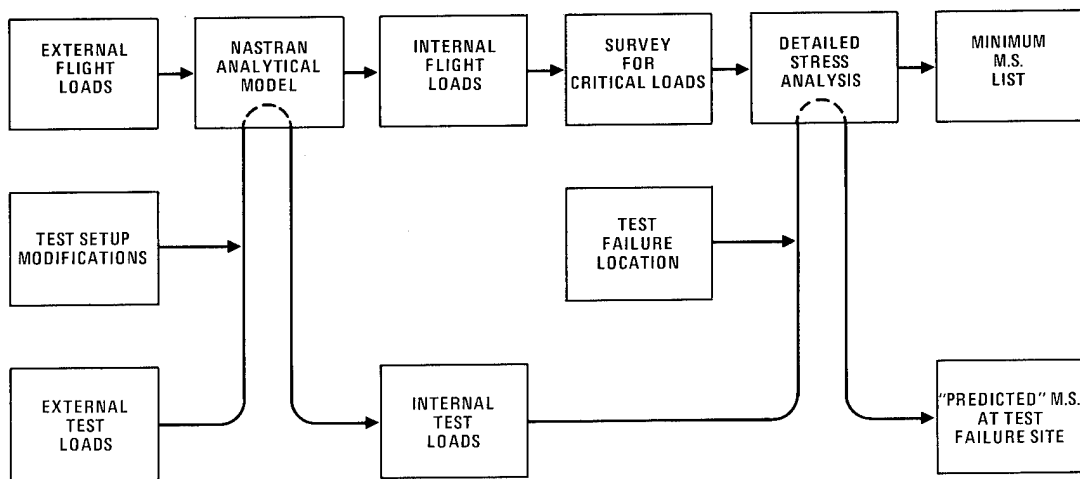 EXTERNAL
FLIGHT
LOADS
NASTRAN
ANALYTICAL
MODEL
INTERNAL
FLIGHT
LOADS
SURVEY
FOR
CRITICAL LOADS
DETAILED
STRESS
ANALYSIS
MINIMUM
M.S.
LIST
TEST SETUP
MODIFICATIONS
TEST
FAILURE
LOCATION
EXTERNAL
TEST
LOADS
INTERNAL
TEST
LOADS
"PREDICTED" M.S.
AT TEST
FAILURE SITE